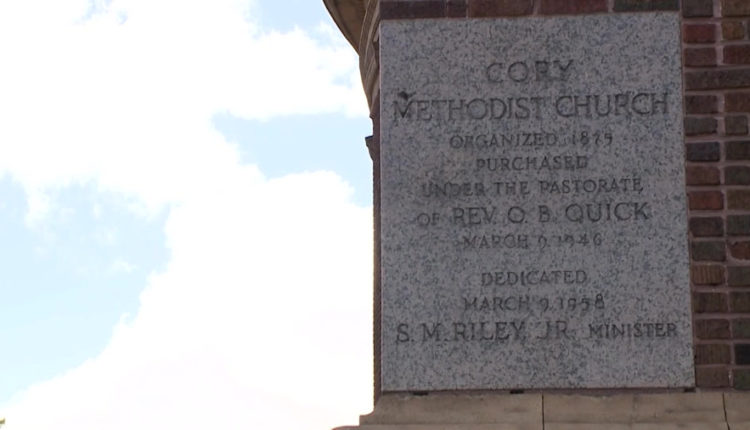 CORY
METHODIST CHURCH
ORGANIZED 1875
PURCHASED
UNDER THE PASTORATE
OF REV. O. B. QUICK
MARCH 9, 1946
DEDICATED
MARCH 9, 1958
S. M. RILEY, JR., MINISTER